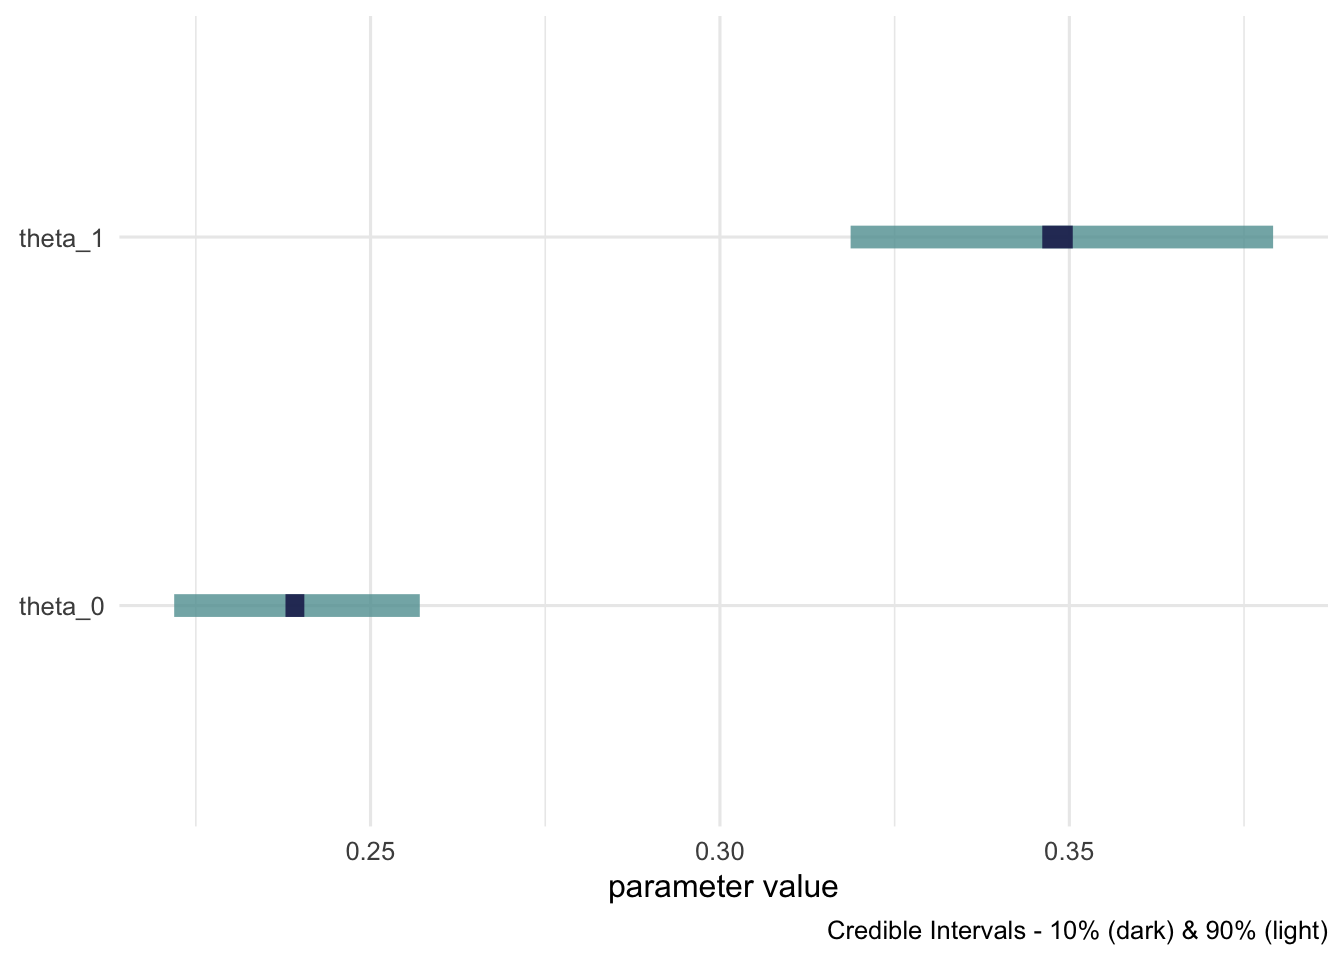 theta_1
theta_0
0.25 0.30 0.35
parameter value
Credible Intervals - 10% (dark) & 90% (light)